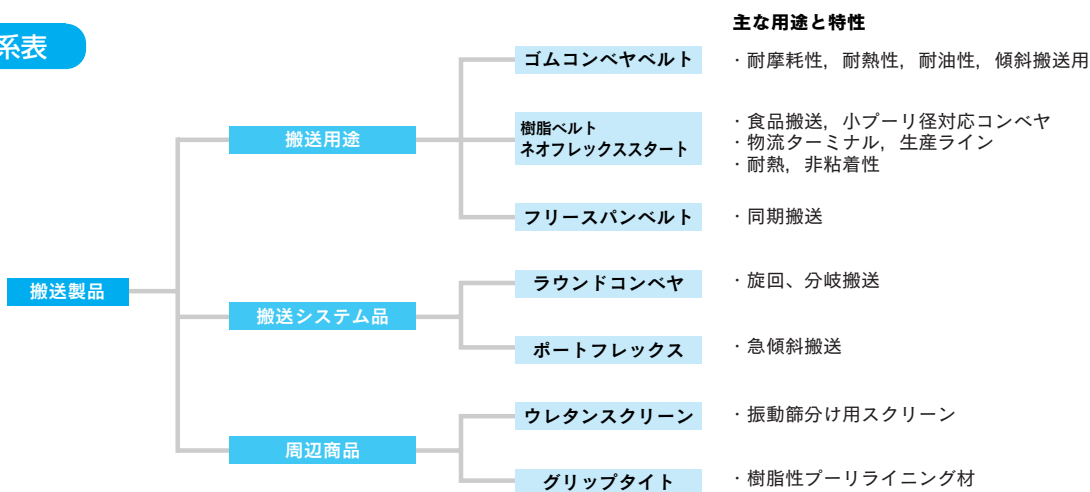 系表
主な用途と特性
ゴムコンベヤベルト
・耐摩耗性，耐熱性，耐油性，傾斜搬送用
搬送用途
樹脂ベルト
ネオフレックススタート
・食品搬送，小プーリ径対応コンベヤ
・物流ターミナル，生産ライン
・耐熱，非粘着性
フリースパンベルト
・同期搬送
搬送製品
搬送システム品
ラウンドコンベヤ
・旋回、分岐搬送
ポートフレックス
・急傾斜搬送
周辺商品
ウレタンスクリーン
・振動篩分け用スクリーン
グリップタイト
・樹脂性プーリライニング材